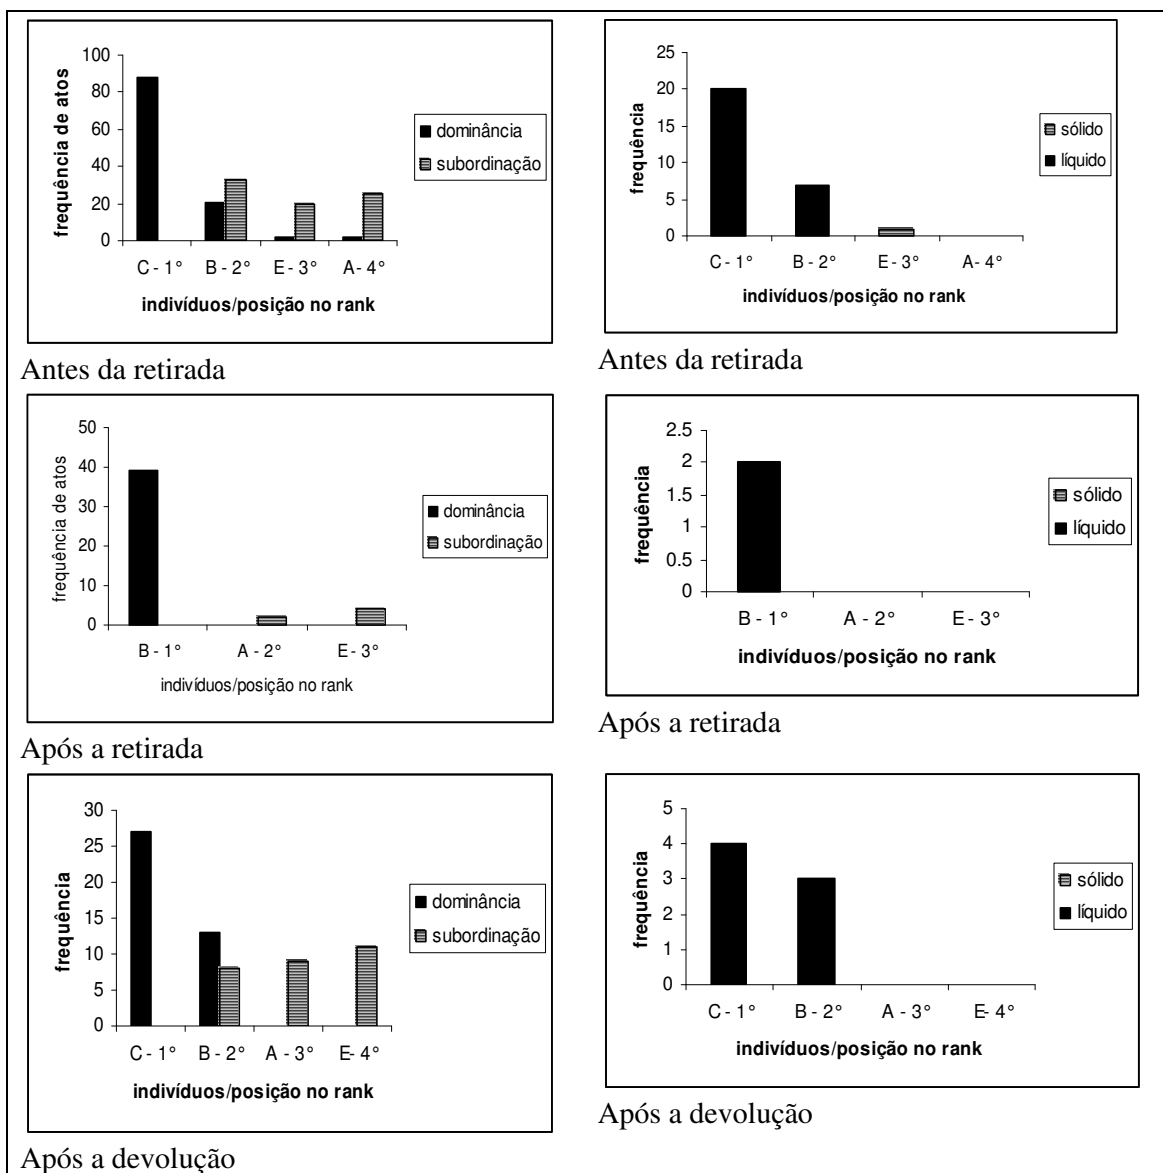 100
80
60
40
20
0
frequência de atos
C - 1° B - 2° E - 3° A - 4°
indivíduos/posição no rank
dominância
subordinação
Antes da retirada
25
20
15
10
5
0
frequência
C - 1° B - 2° E - 3° A- 4°
indivíduos/posição no rank
sólido
líquido
Antes da retirada
50
40
30
20
10
0
frequência de atos
B - 1° A - 2° E - 3°
indivíduos/posição no rank
dominância
subordinação
Após a retirada
2.5
2
1.5
1
0.5
0
frequência
B - 1° A - 2° E - 3°
indivíduos/posição no rank
sólido
líquido
Após a retirada
30
25
20
15
10
5
0
frequência
C - 1° B - 2° A - 3° E- 4°
indivíduos/posição no rank
dominância
subordinação
Após a devolução
5
4
3
2
1
0
frequência
C - 1° B - 2° A - 3° E- 4°
indivíduos/posição no rank
sólido
líquido
Após a devolução